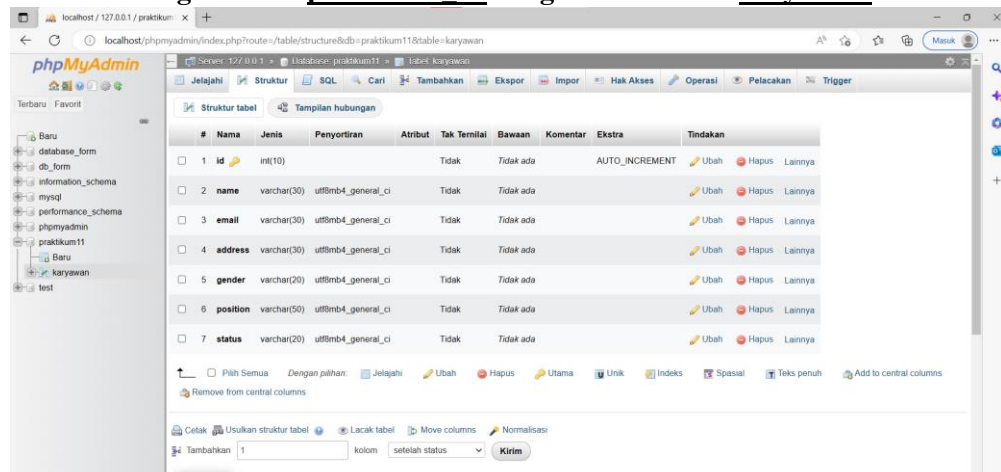 localhost / 127.0.0.1 / praktikum
localhost/phpmyadmin/index.php?route=/table/structure&db=praktikum11&table=karyawan
Masuk
phpMyAdmin
Terbaru Favorit
Baru
database_form
db_form
information_schema
mysql
performance_schema
phpmyadmin
praktikum11
Baru
karyawan
test
Server: 127.0.0.1 » Database: praktikum11 » Tabel: karyawan
Jelajahi Struktur SQL Cari Tambahkan Ekspor Impor Hak Akses Operasi Pelacakan Trigger
Struktur tabel Tampilan hubungan
# Nama Jenis Penyortiran Atribut Tak Ternilai Bawaan Komentar Ekstra Tindakan
1 id int(10) Tidak Tidak ada AUTO_INCREMENT Ubah Hapus Lainnya
2 name varchar(30) utf8mb4_general_ci Tidak Tidak ada Ubah Hapus Lainnya
3 email varchar(30) utf8mb4_general_ci Tidak Tidak ada Ubah Hapus Lainnya
4 address varchar(30) utf8mb4_general_ci Tidak Tidak ada Ubah Hapus Lainnya
5 gender varchar(20) utf8mb4_general_ci Tidak Tidak ada Ubah Hapus Lainnya
6 position varchar(50) utf8mb4_general_ci Tidak Tidak ada Ubah Hapus Lainnya
7 status varchar(20) utf8mb4_general_ci Tidak Tidak ada Ubah Hapus Lainnya
Pilih Semua Dengan pilihan: Jelajahi Ubah Hapus Utama Unik Indeks Spasial Teks penuh Add to central columns
Remove from central columns
Cetak Usulkan struktur tabel Lacak tabel Move columns Normalisasi
Tambahkan 1 kolom setelah status Kirim